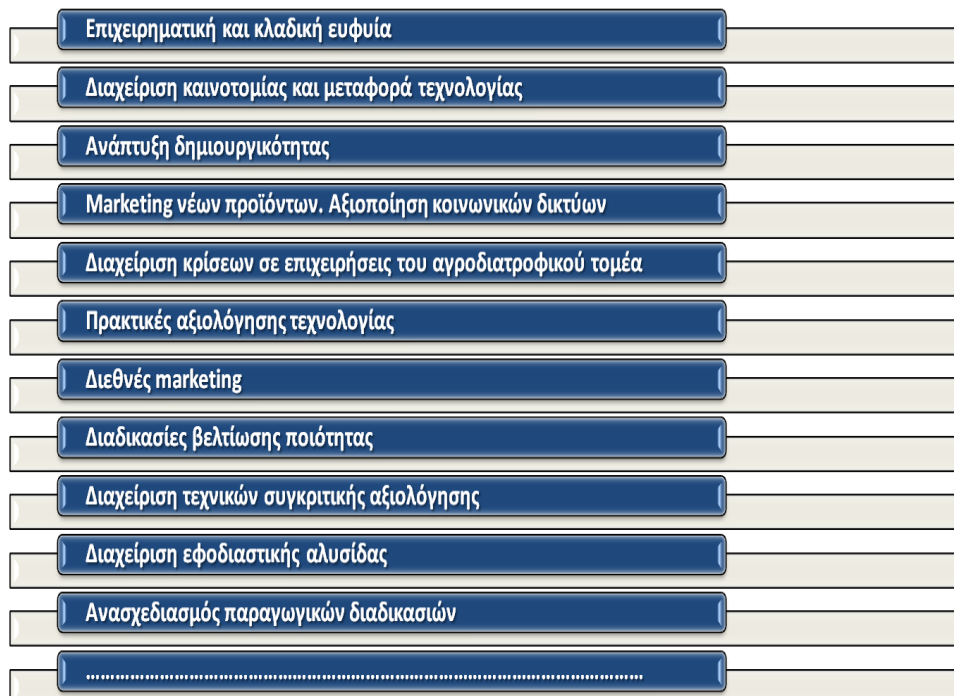 Επιχειρηματική και κλαδική ευφυία
Διαχείριση καινοτομίας και μεταφορά τεχνολογίας
Ανάπτυξη δημιουργικότητας
Marketing νέων προϊόντων. Αξιοποίηση κοινωνικών δικτύων
Διαχείριση κρίσεων σε επιχειρήσεις του αγροδιατροφικού τομέα
Πρακτικές αξιολόγησης τεχνολογίας
Διεθνές marketing
Διαδικασίες βελτίωσης ποιότητας
Διαχείριση τεχνικών συγκριτικής αξιολόγησης
Διαχείριση εφοδιαστικής αλυσίδας
Ανασχεδιασμός παραγωγικών διαδικασιών
……………………………………………………………………………………………………